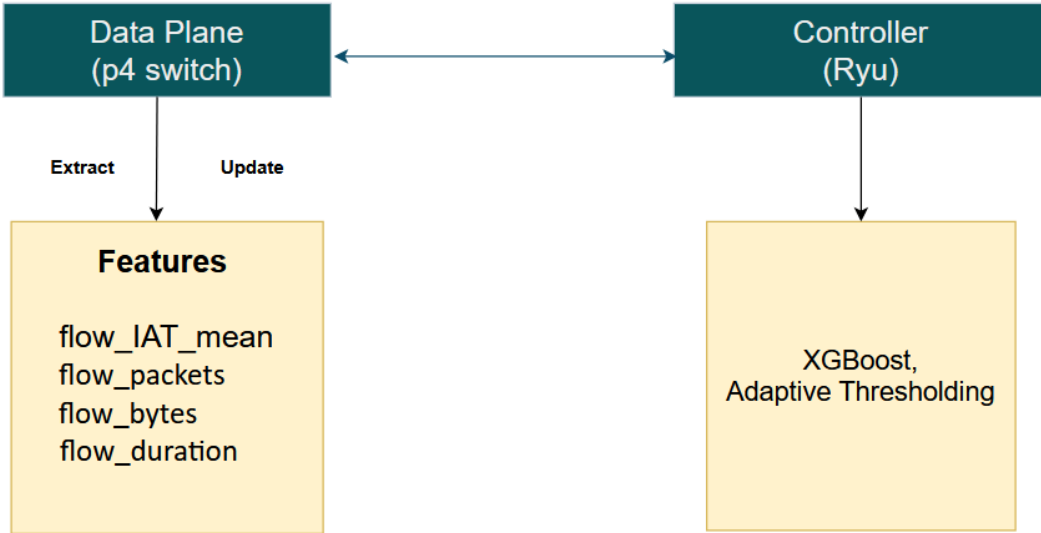 Data Plane
(p4 switch)
Controller
(Ryu)
Extract
Update
Features
flow_IAT_mean
flow_packets
flow_bytes
flow_duration
XGBoost,
Adaptive Thresholding